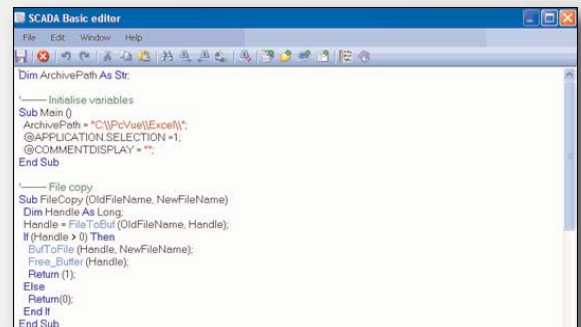 SCADA Basic editor
File Edit Window Help
Dim ArchivePath As Str;
'------- Initialise variables
Sub Main ()
ArchivePath = "C:\\PcVue\\Excel\\";
@APPLICATION.SELECTION =1;
@COMMENTDISPLAY = "";
End Sub
'------- File copy
Sub FileCopy (OldFileName, NewFileName)
Dim Handle As Long;
Handle = FileToBuf (OldFileName, Handle);
If (Handle > 0) Then
BufToFile (Handle, NewFileName);
Free_Buffer (Handle);
Return (1);
Else
Return(0);
End If
End Sub